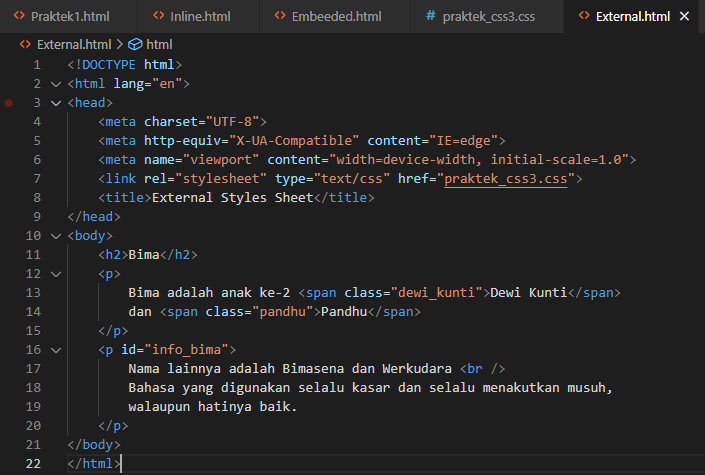 Praktek1.html Inline.html Embeeded.html # praktek_css3.css External.html
External.html > html
1 <!DOCTYPE html>
2 <html lang="en">
3 <head>
4 <meta charset="UTF-8">
5 <meta http-equiv="X-UA-Compatible" content="IE=edge">
6 <meta name="viewport" content="width=device-width, initial-scale=1.0">
7 <link rel="stylesheet" type="text/css" href="praktek_css3.css">
8 <title>External Styles Sheet</title>
9 </head>
10 <body>
11 <h2>Bima</h2>
12 <p>
13 Bima adalah anak ke-2 <span class="dewi_kunti">Dewi Kunti</span>
14 dan <span class="pandhu">Pandhu</span>
15 </p>
16 <p id="info_bima">
17 Nama lainnya adalah Bimasena dan Werkudara <br />
18 Bahasa yang digunakan selalu kasar dan selalu menakutkan musuh,
19 walaupun hatinya baik.
20 </p>
21 </body>
22 </html>